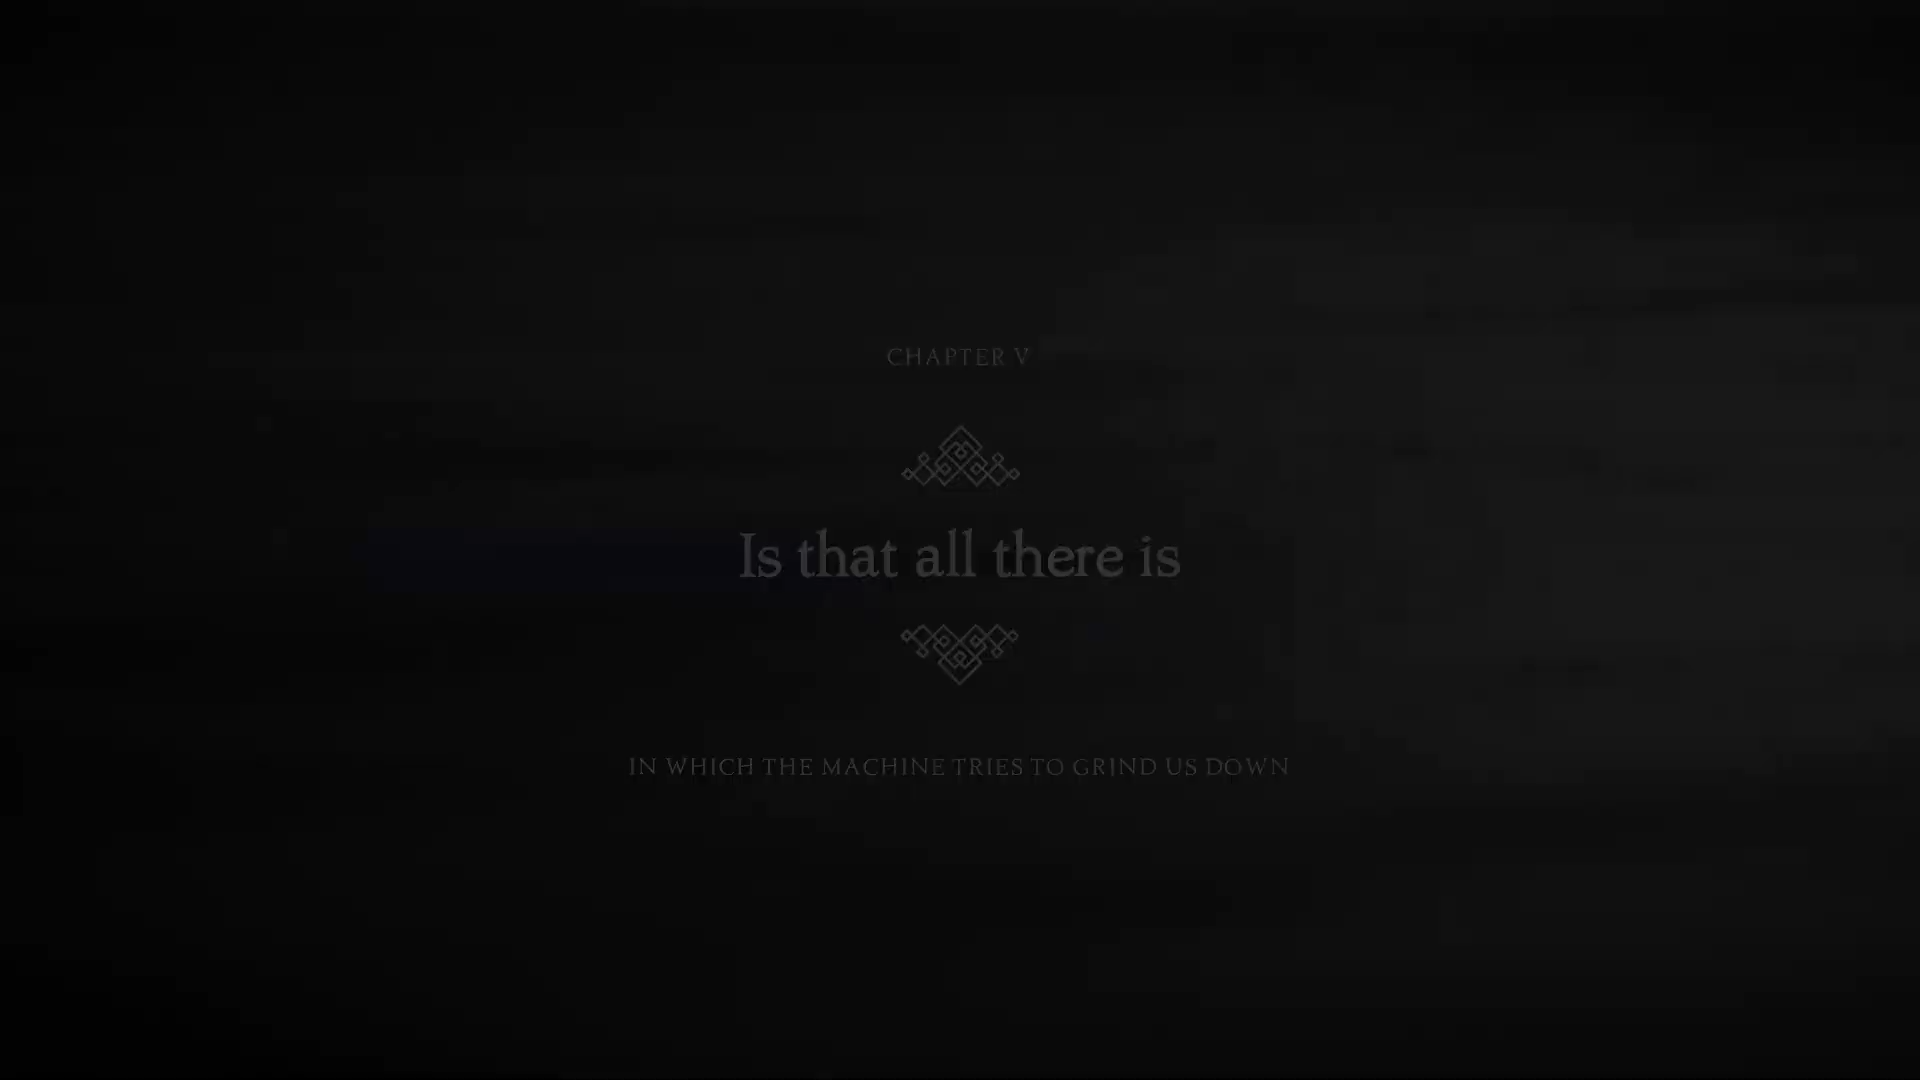 CHAPTER V
Is that all there is
IN WHICH THE MACHINE TRIES TO GRIND US DOWN